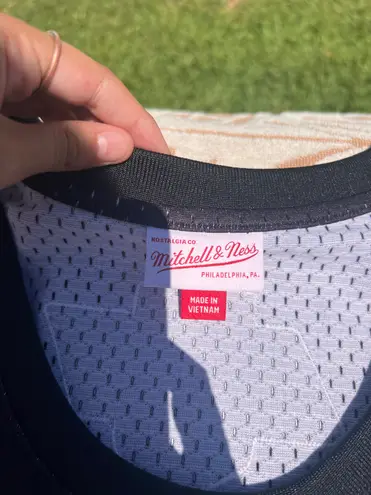 NOSTALGIA CO
Mitchell & Ness
PHILADELPHIA, PA.
MADE IN
VIETNAM